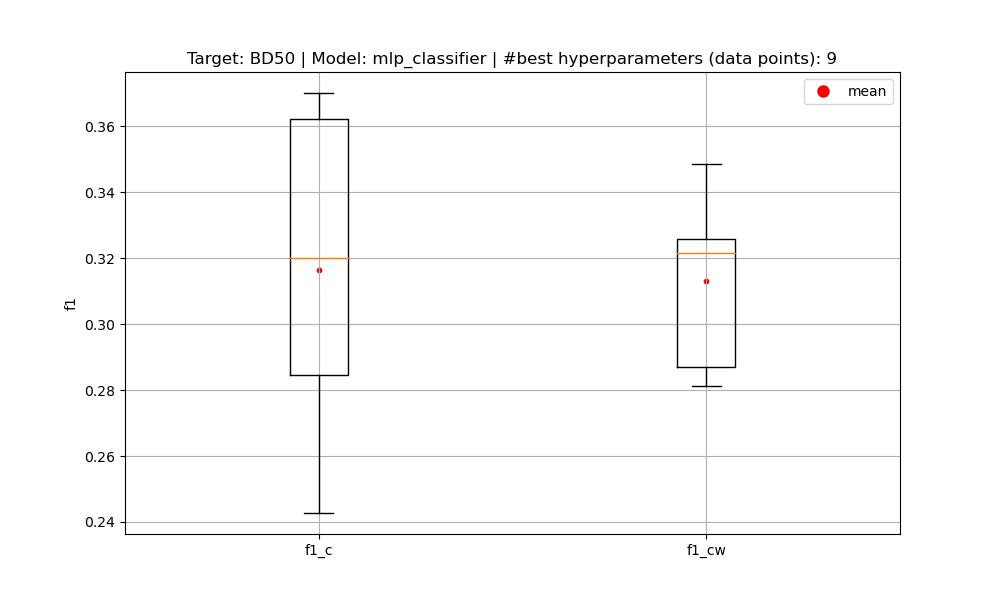 Target: BD50 | Model: mlp_classifier | #best hyperparameters (data points): 9
mean
0.36
0.34
0.32
0.30
0.28
0.26
0.24
f1
f1_c
f1_cw